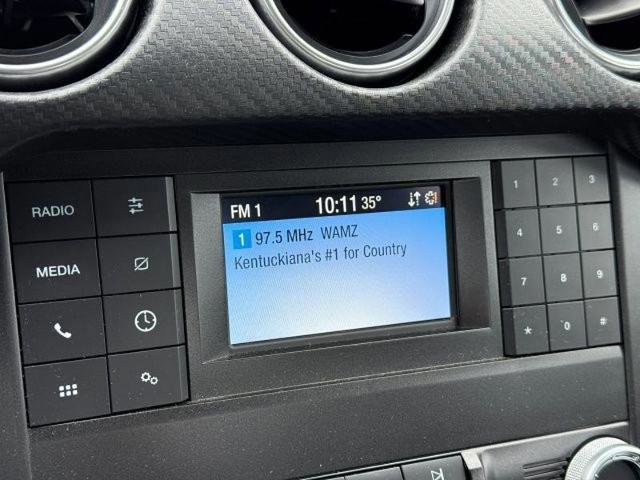 FM 1 10:11 35°
1 97.5 MHz WAMZ
Kentuckiana's #1 for Country
RADIO
MEDIA
1 2 3
4 5 6
7 8 9
* 0 #